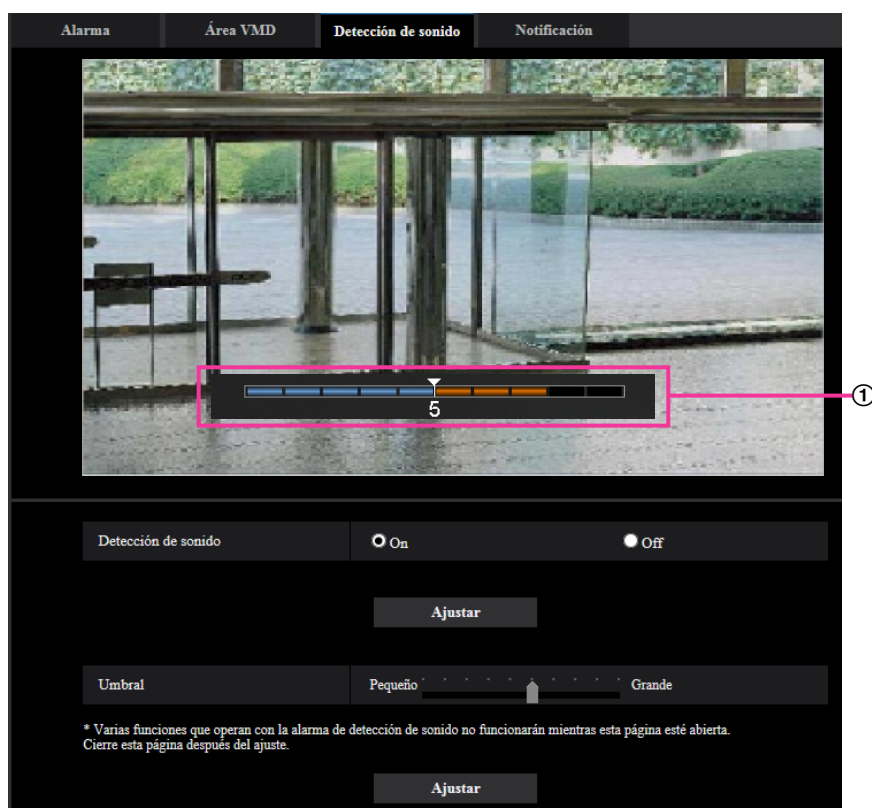 Alarma Área VMD Detección de sonido Notificación
5
①
Detección de sonido On Off
Ajustar
Umbral Pequeño Grande
* Varias funciones que operan con la alarma de detección de sonido no funcionarán mientras esta página esté abierta.
Cierre esta página después del ajuste.
Ajustar